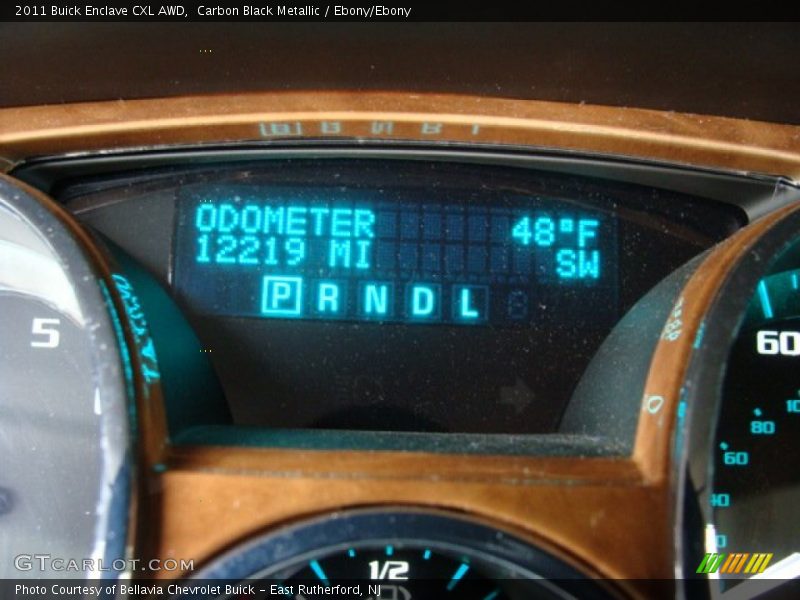 2011 Buick Enclave CXL AWD,  Carbon Black Metallic / Ebony/Ebony
ODOMETER 48°F
12219 MI SW
P R N D L
5
60
80
60
1/2
GTCARLOT.COM
Photo Courtesy of Bellavia Chevrolet Buick - East Rutherford, NJ